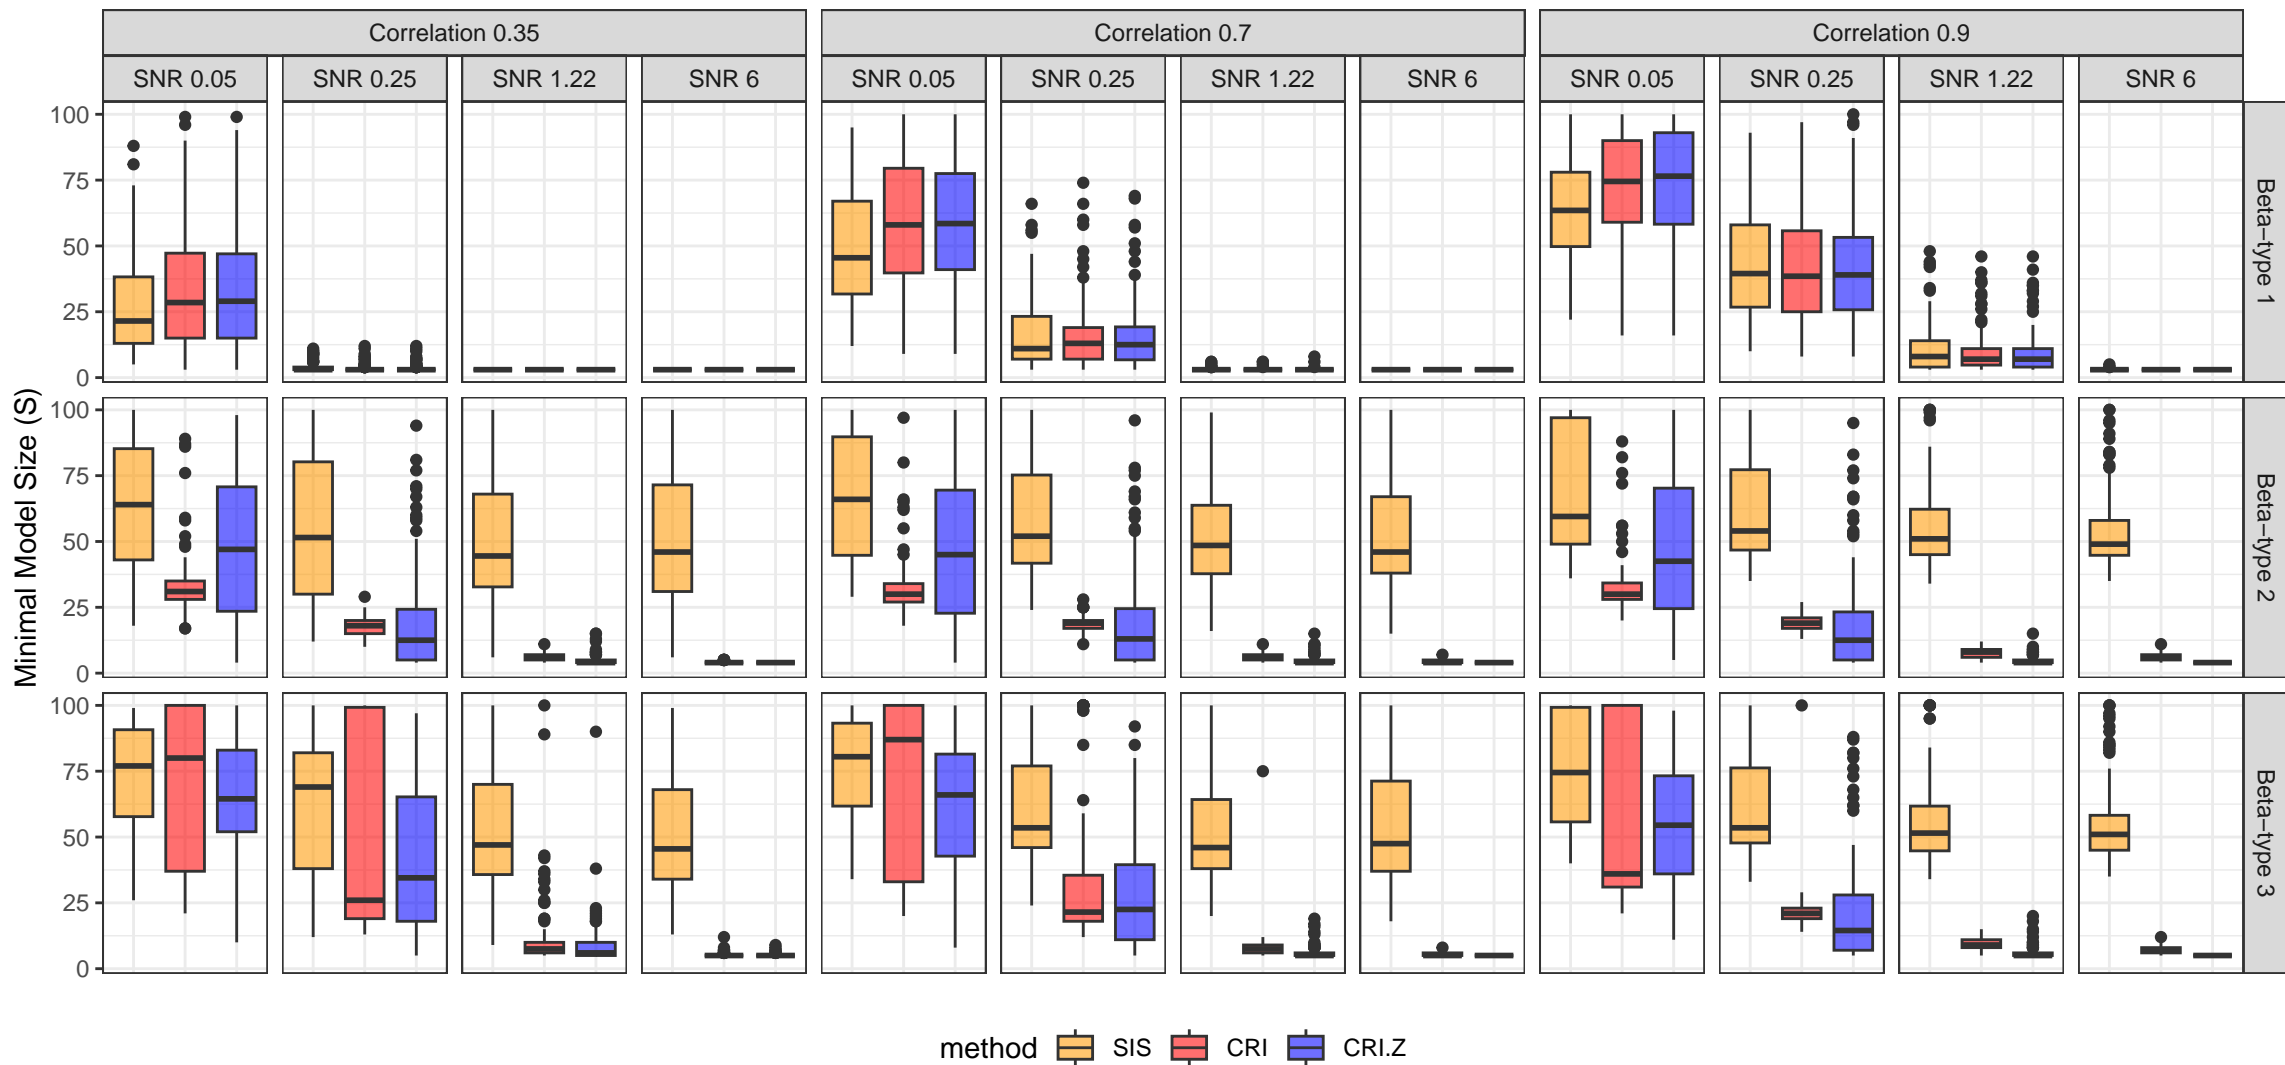 Correlation 0.35 Correlation 0.7 Correlation 0.9
SNR 0.05 SNR 0.25 SNR 1.22 SNR 6 SNR 0.05 SNR 0.25 SNR 1.22 SNR 6 SNR 0.05 SNR 0.25 SNR 1.22 SNR 6
Minimal Model Size (S)
100
75
50
25
0
Beta−type 1
100
75
50
25
0
Beta−type 2
100
75
50
25
0
Beta−type 3
method SIS CRI CRI.Z